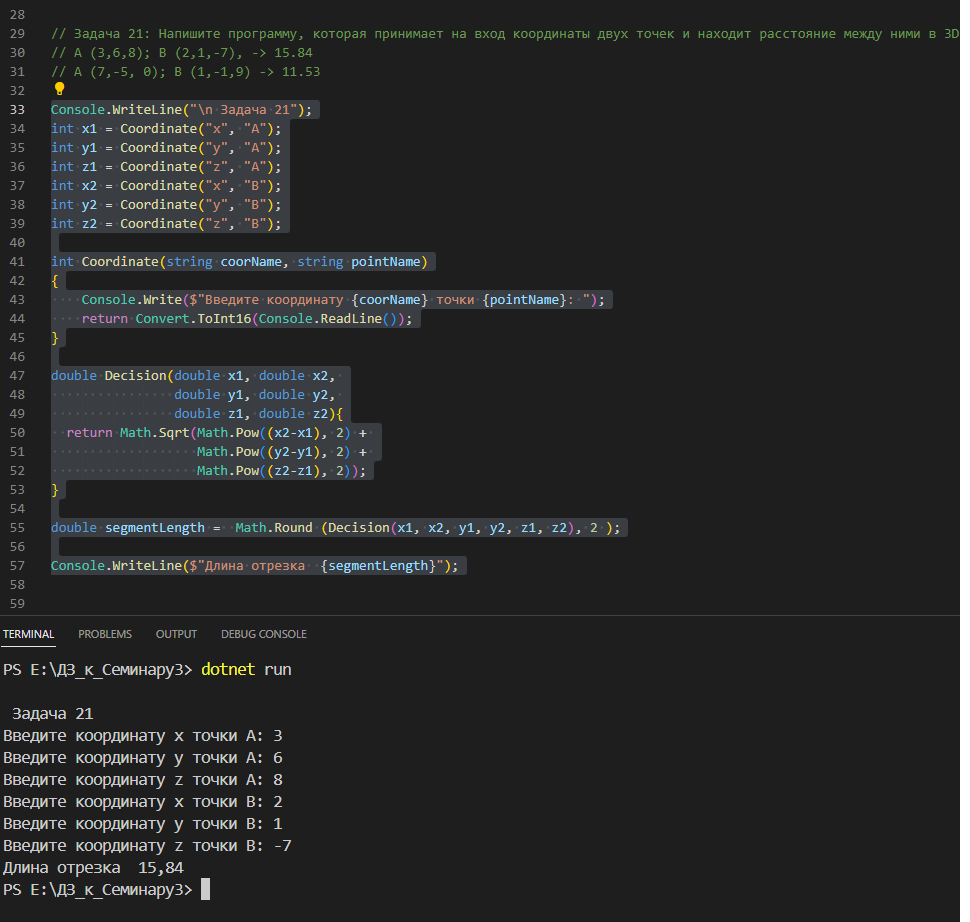 28
29 // Задача 21: Напишите программу, которая принимает на вход координаты двух точек и находит расстояние между ними в 3D
30 // A (3,6,8); B (2,1,-7), -> 15.84
31 // A (7,-5, 0); B (1,-1,9) -> 11.53
32
33 Console.WriteLine("\n Задача 21");
34 int x1 = Coordinate("x", "A");
35 int y1 = Coordinate("y", "A");
36 int z1 = Coordinate("z", "A");
37 int x2 = Coordinate("x", "B");
38 int y2 = Coordinate("y", "B");
39 int z2 = Coordinate("z", "B");
40
41 int Coordinate(string coorName, string pointName)
42 {
43     Console.Write($"Введите координату {coorName} точки {pointName}: ");
44     return Convert.ToInt16(Console.ReadLine());
45 }
46
47 double Decision(double x1, double x2,
48                 double y1, double y2,
49                 double z1, double z2){
50   return Math.Sqrt(Math.Pow((x2-x1), 2) +
51                    Math.Pow((y2-y1), 2) +
52                    Math.Pow((z2-z1), 2));
53 }
54
55 double segmentLength =  Math.Round (Decision(x1, x2, y1, y2, z1, z2), 2 );
56
57 Console.WriteLine($"Длина отрезка  {segmentLength}");
58
59
TERMINAL PROBLEMS OUTPUT DEBUG CONSOLE
PS E:\ДЗ_к_Семинару3> dotnet run
Задача 21
Введите координату x точки A: 3
Введите координату y точки A: 6
Введите координату z точки A: 8
Введите координату x точки B: 2
Введите координату y точки B: 1
Введите координату z точки B: -7
Длина отрезка  15,84
PS E:\ДЗ_к_Семинару3>